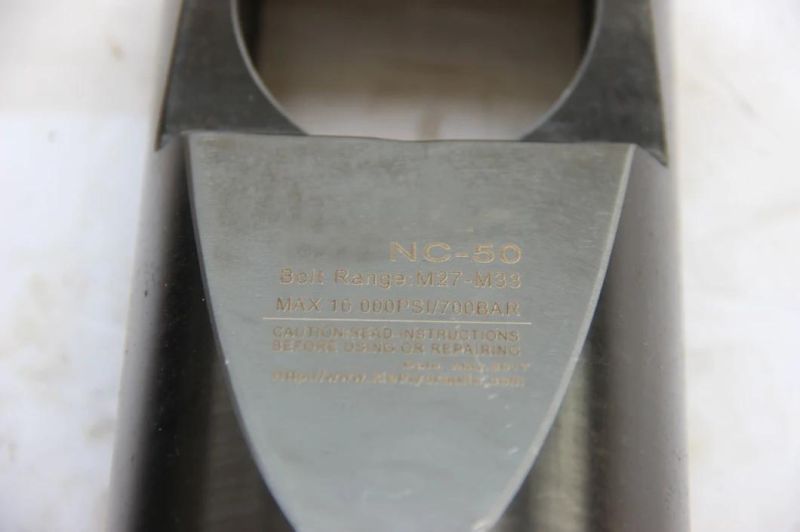 NC-50
Bolt Range:M27-M33
MAX 10 000PSI/700BAR
CAUTION:READ INSTRUCTIONS
BEFORE USING OR REPAIRING